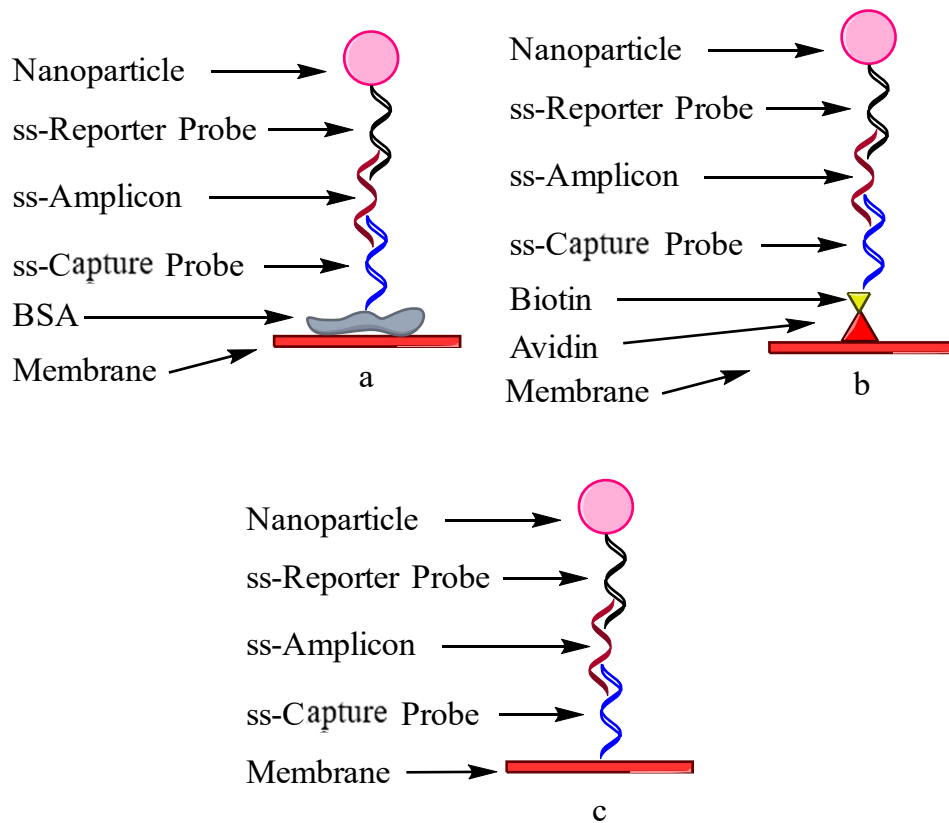 Nanoparticle
ss-Reporter Probe
ss-Amplicon
ss-Capture Probe
BSA
Membrane
a
Nanoparticle
ss-Reporter Probe
ss-Amplicon
ss-Capture Probe
Biotin
Avidin
Membrane
b
Nanoparticle
ss-Reporter Probe
ss-Amplicon
ss-Capture Probe
Membrane
c